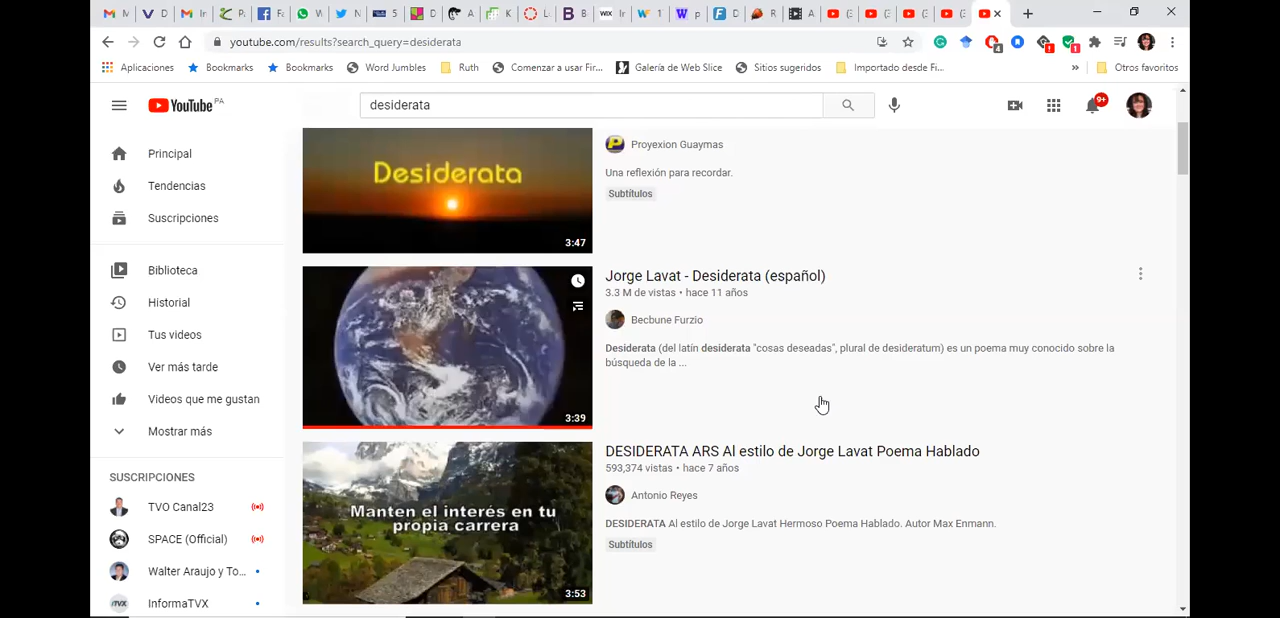 youtube.com/results?search_query=desiderata
Aplicaciones Bookmarks Bookmarks Word Jumbles Ruth Comenzar a usar Fir... Galería de Web Slice Sitios sugeridos Importado desde Fi... » Otros favoritos
YouTube PA desiderata 9+
Principal
Tendencias
Suscripciones
Biblioteca
Historial
Tus videos
Ver más tarde
Videos que me gustan
Mostrar más
SUSCRIPCIONES
TVO Canal23
SPACE (Official)
Walter Araujo y To...
InformaTVX
Desiderata
3:47
Proyexion Guaymas
Una reflexión para recordar.
Subtítulos
3:39
Jorge Lavat - Desiderata (español)
3.3 M de vistas • hace 11 años
Becbune Furzio
Desiderata (del latín desiderata "cosas deseadas", plural de desideratum) es un poema muy conocido sobre la
búsqueda de la ...
Manten el interés en tu
propia carrera
3:53
DESIDERATA ARS Al estilo de Jorge Lavat Poema Hablado
593,374 vistas • hace 7 años
Antonio Reyes
DESIDERATA Al estilo de Jorge Lavat Hermoso Poema Hablado. Autor Max Enmann.
Subtítulos